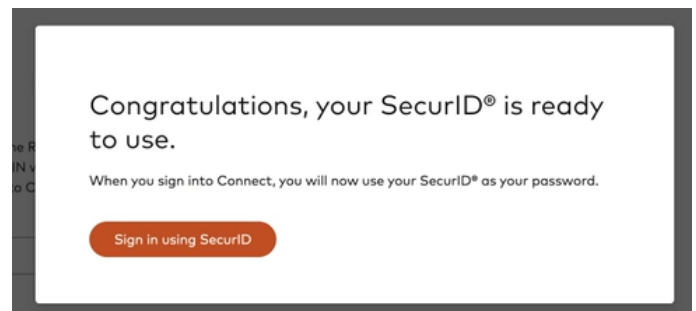 Congratulations, your SecurID® is ready
to use.
When you sign into Connect, you will now use your SecurID® as your password.
Sign in using SecurID